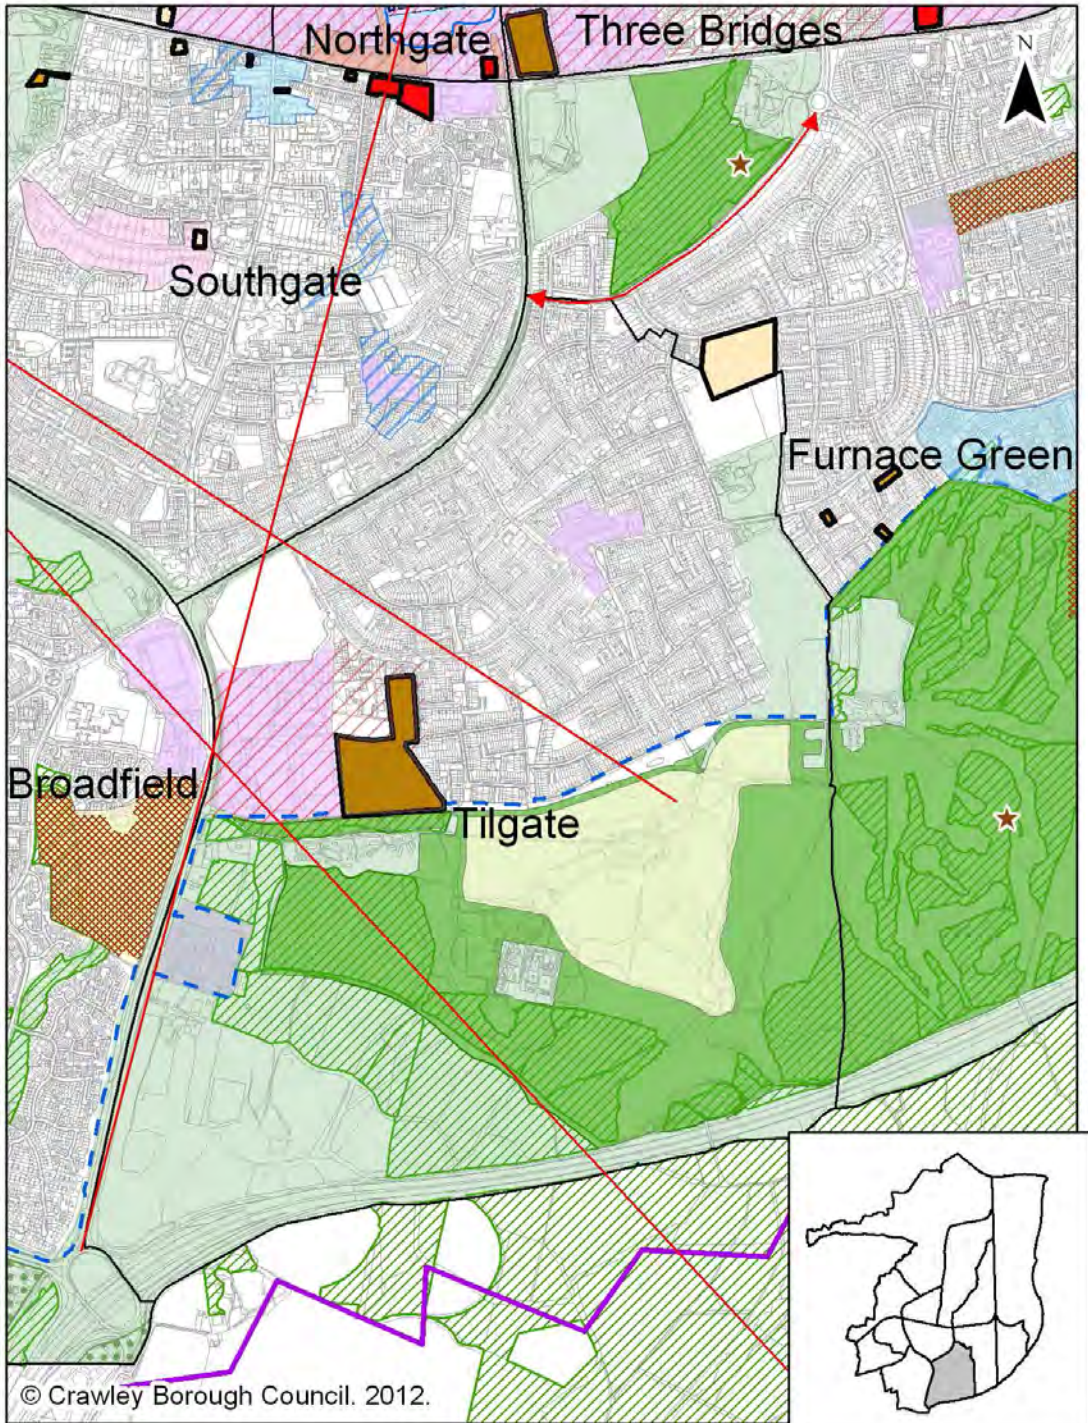 Northgate
Three Bridges
N
Southgate
Furnace Green
Broadfield
Tilgate
© Crawley Borough Council. 2012.